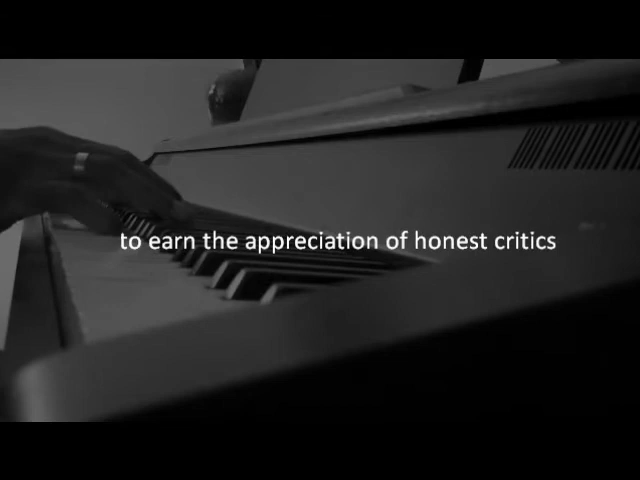 to earn the appreciation of honest critics